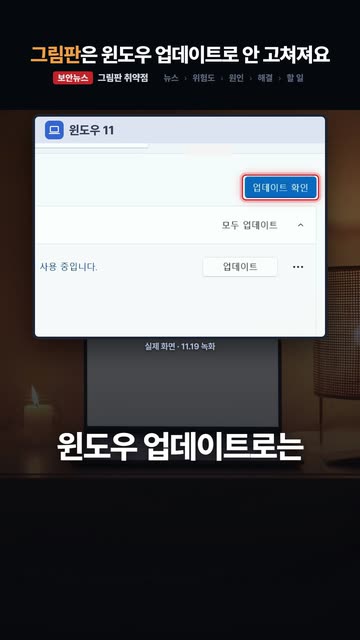 그림판은 윈도우 업데이트로 안 고쳐져요
보안뉴스 그림판 취약점 뉴스 › 위험도 › 원인 › 해결 › 할 일
윈도우 11
업데이트 확인
모두 업데이트
사용 중입니다. 업데이트
실제 화면 · 11.19 녹화
윈도우 업데이트로는